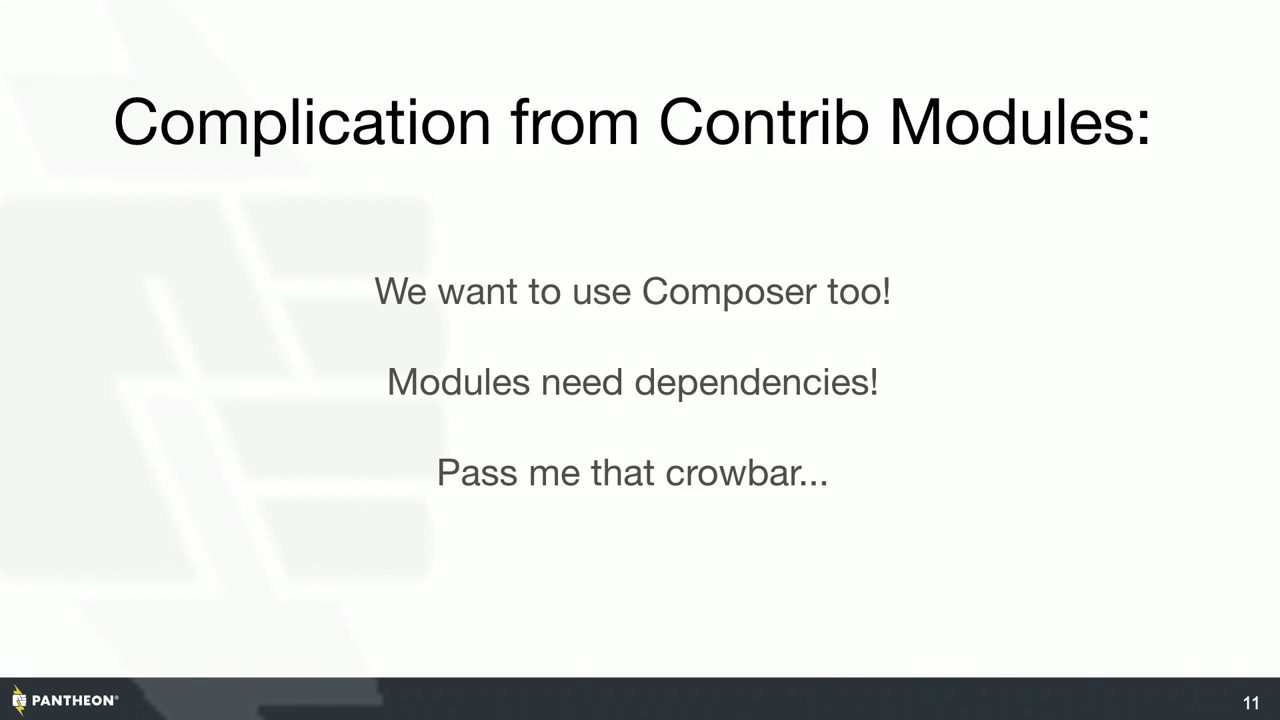 Complication from Contrib Modules:
We want to use Composer too!
Modules need dependencies!
Pass me that crowbar...
PANTHEON®
11